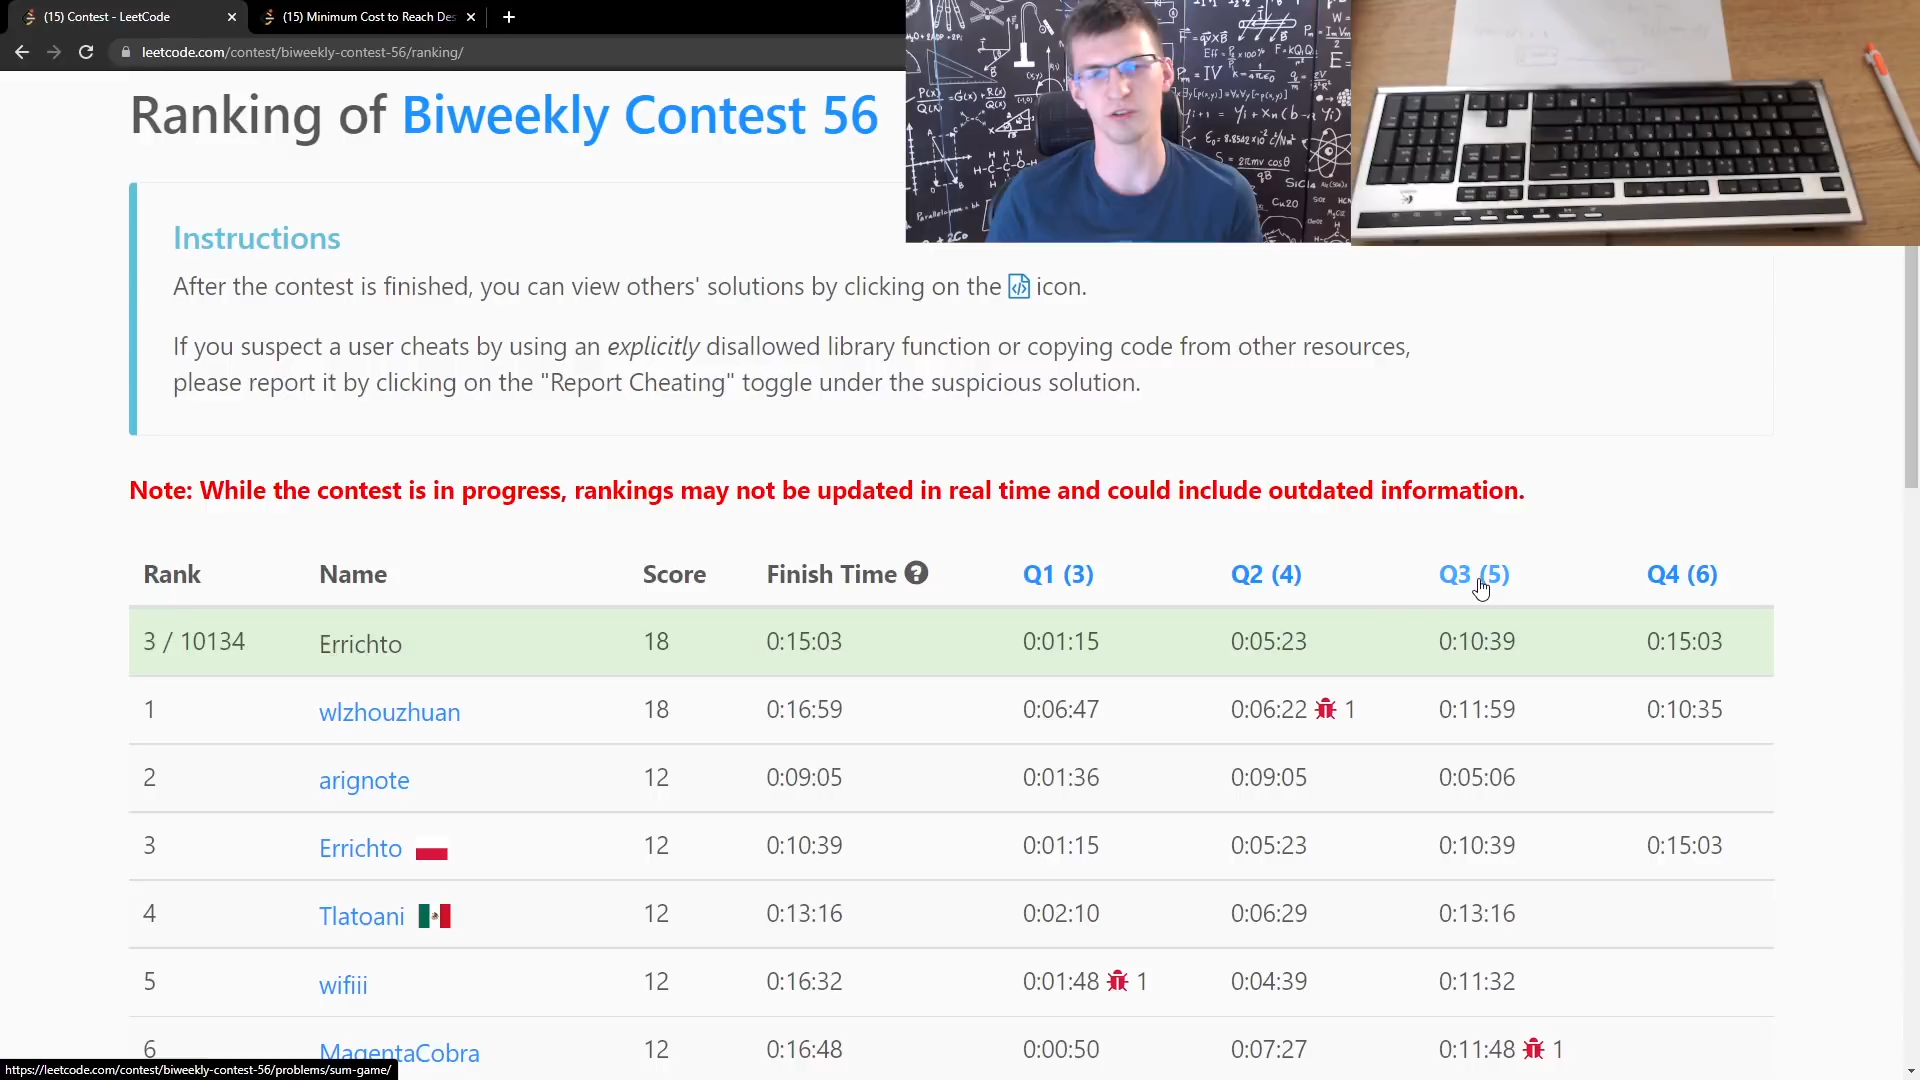 (15) Contest - LeetCode
(15) Minimum Cost to Reach Des
leetcode.com/contest/biweekly-contest-56/ranking/
Ranking of Biweekly Contest 56
Instructions
After the contest is finished, you can view others' solutions by clicking on the icon.
If you suspect a user cheats by using an explicitly disallowed library function or copying code from other resources,
please report it by clicking on the "Report Cheating" toggle under the suspicious solution.
Note: While the contest is in progress, rankings may not be updated in real time and could include outdated information.
Rank Name Score Finish Time Q1 (3) Q2 (4) Q3 (5) Q4 (6)
3 / 10134 Errichto 18 0:15:03 0:01:15 0:05:23 0:10:39 0:15:03
1 wlzhouzhuan 18 0:16:59 0:06:47 0:06:22 1 0:11:59 0:10:35
2 arignote 12 0:09:05 0:01:36 0:09:05 0:05:06
3 Errichto 12 0:10:39 0:01:15 0:05:23 0:10:39 0:15:03
4 Tlatoani 12 0:13:16 0:02:10 0:06:29 0:13:16
5 wifiii 12 0:16:32 0:01:48 1 0:04:39 0:11:32
6 MagentaCobra 12 0:16:48 0:00:50 0:07:27 0:11:48 1
https://leetcode.com/contest/biweekly-contest-56/problems/sum-game/